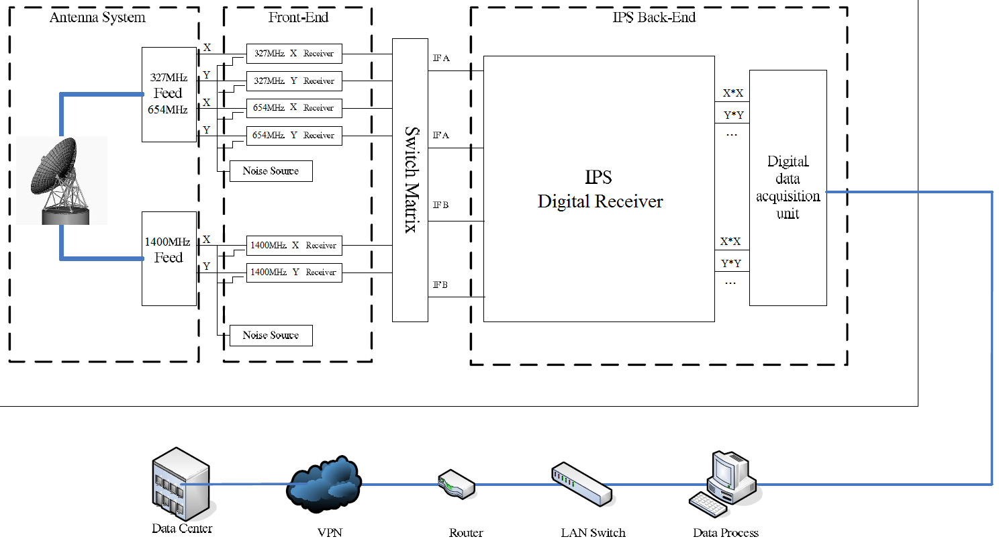 Antenna System
Front-End
IPS Back-End
X
327MHz X Receiver
Y
327MHz Y Receiver
327MHz
Feed
654MHz
X
654MHz X Receiver
Y
654MHz Y Receiver
Noise Source
1400MHz
Feed
X
1400MHz X Receiver
Y
1400MHz Y Receiver
Noise Source
Switch Matrix
IF A
IF A
IF B
IF B
IPS
Digital Receiver
X*X
Y*Y
...
X*X
Y*Y
...
Digital
data
acquisition
unit
Data Center
VPN
Router
LAN Switch
Data Process